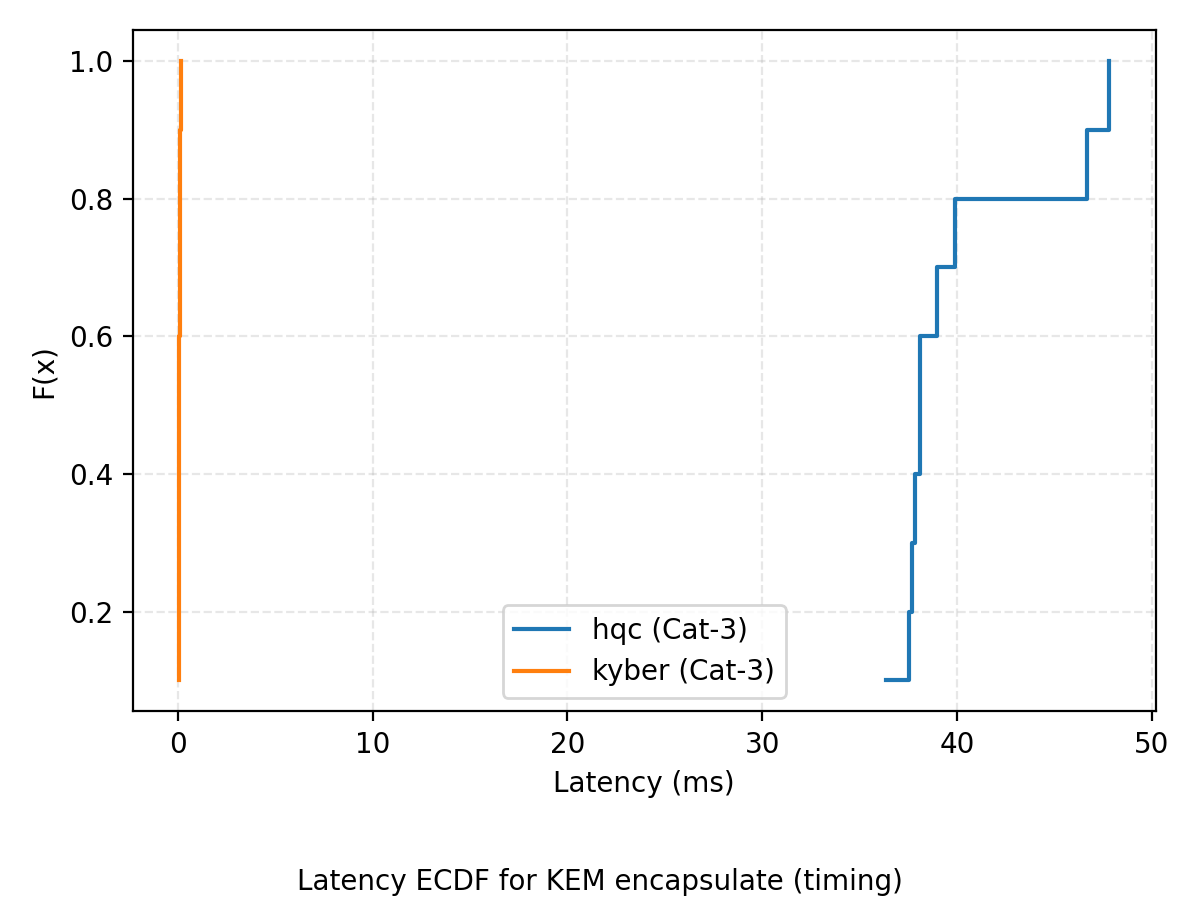 1.0
0.8
0.6
0.4
0.2
F(x)
hqc (Cat-3)
kyber (Cat-3)
0 10 20 30 40 50
Latency (ms)
Latency ECDF for KEM encapsulate (timing)